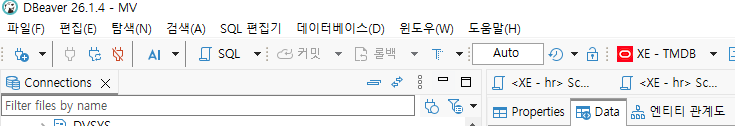 DBeaver 26.1.4 - MV
파일(F) 편집(E) 탐색(N) 검색(A) SQL 편집기 데이터베이스(D) 윈도우(W) 도움말(H)
AI SQL 커밋 롤백 T Auto XE - TMDB
Connections <XE - hr> Sc... <XE - hr> Sc...
Filter files by name Properties Data 엔티티 관계도
DVSYS